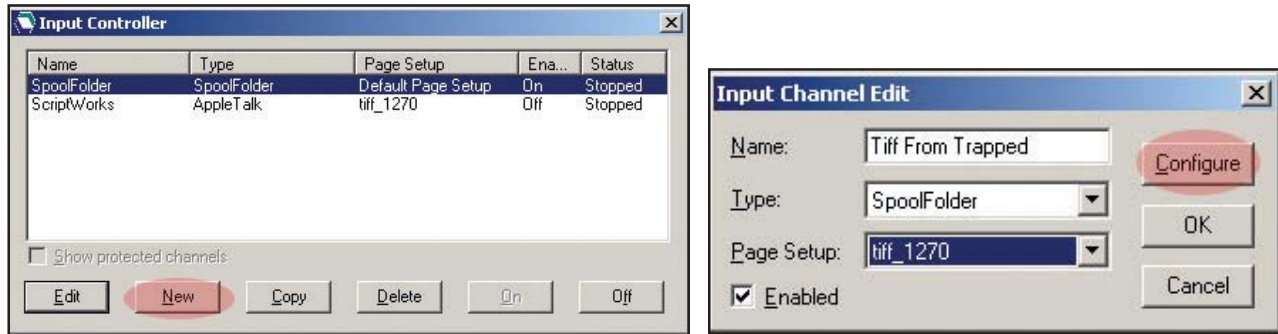 Input Controller
Name Type Page Setup Ena... Status
SpoolFolder SpoolFolder Default Page Setup On Stopped
ScriptWorks AppleTalk tiff_1270 Off Stopped
Show protected channels
Edit New Copy Delete On Off
Input Channel Edit
Name: Tiff From Trapped
Configure
Type: SpoolFolder
OK
Page Setup: tiff_1270
Enabled
Cancel